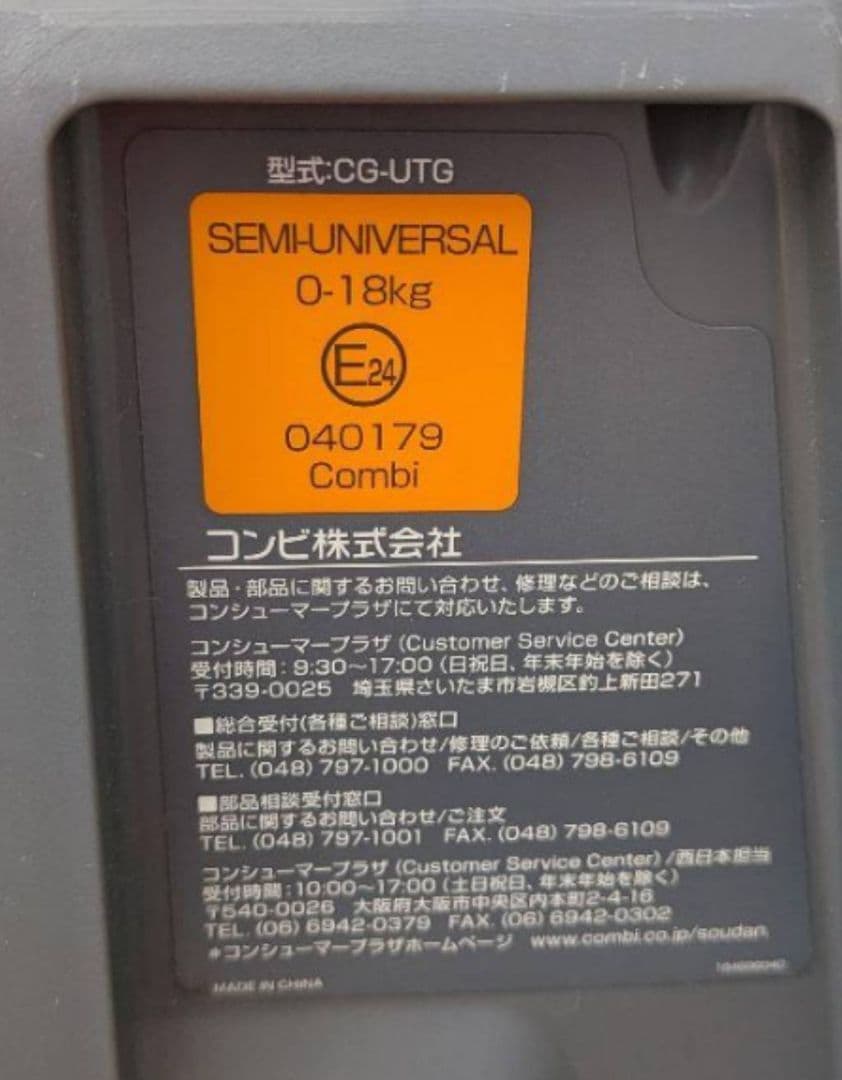 型式:CG-UTG
SEMI-UNIVERSAL
0-18kg
E24
040179
Combi
コンビ株式会社
製品・部品に関するお問い合わせ、修理などのご相談は、
コンシューマープラザにて対応いたします。
コンシューマープラザ (Customer Service Center)
受付時間:9:30~17:00 (日祝日、年末年始を除く)
〒339-0025 埼玉県さいたま市岩槻区釣上新田271
■総合受付(各種ご相談)窓口
製品に関するお問い合わせ/修理のご依頼/各種ご相談/その他
TEL. (048) 797-1000 FAX. (048) 798-6109
■部品相談受付窓口
部品に関するお問い合わせ/ご注文
TEL. (048) 797-1001 FAX. (048) 798-6109
コンシューマープラザ (Customer Service Center) /西日本担当
受付時間:10:00~17:00 (土日祝日、年末年始を除く)
〒540-0026 大阪府大阪市中央区内本町2-4-16
TEL. (06) 6942-0379 FAX. (06) 6942-0302
*コンシューマープラザホームページ www.combi.co.jp/soudan
MADE IN CHINA